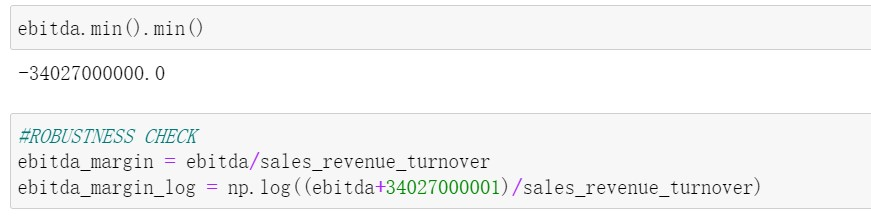 ebitda.min().min()
-34027000000.0
#ROBUSTNESS CHECK
ebitda_margin = ebitda/sales_revenue_turnover
ebitda_margin_log = np.log((ebitda+34027000001)/sales_revenue_turnover)